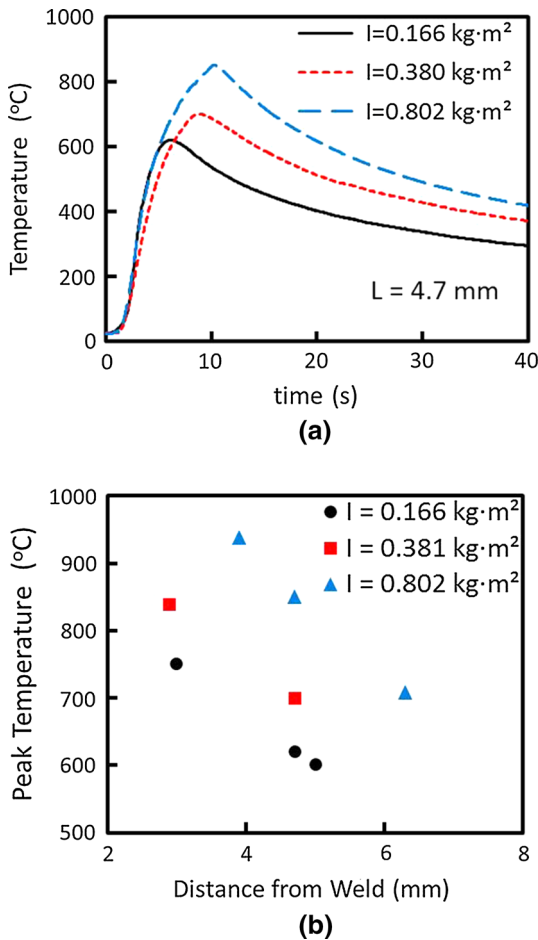 1000
800
600
400
200
0
Temperature (°C)
I=0.166 kg·m²
I=0.380 kg·m²
I=0.802 kg·m²
L = 4.7 mm
0 10 20 30 40
time (s)
(a)
1000
900
800
700
600
500
Peak Temperature (°C)
I = 0.166 kg·m²
I = 0.381 kg·m²
I = 0.802 kg·m²
2 4 6 8
Distance from Weld (mm)
(b)